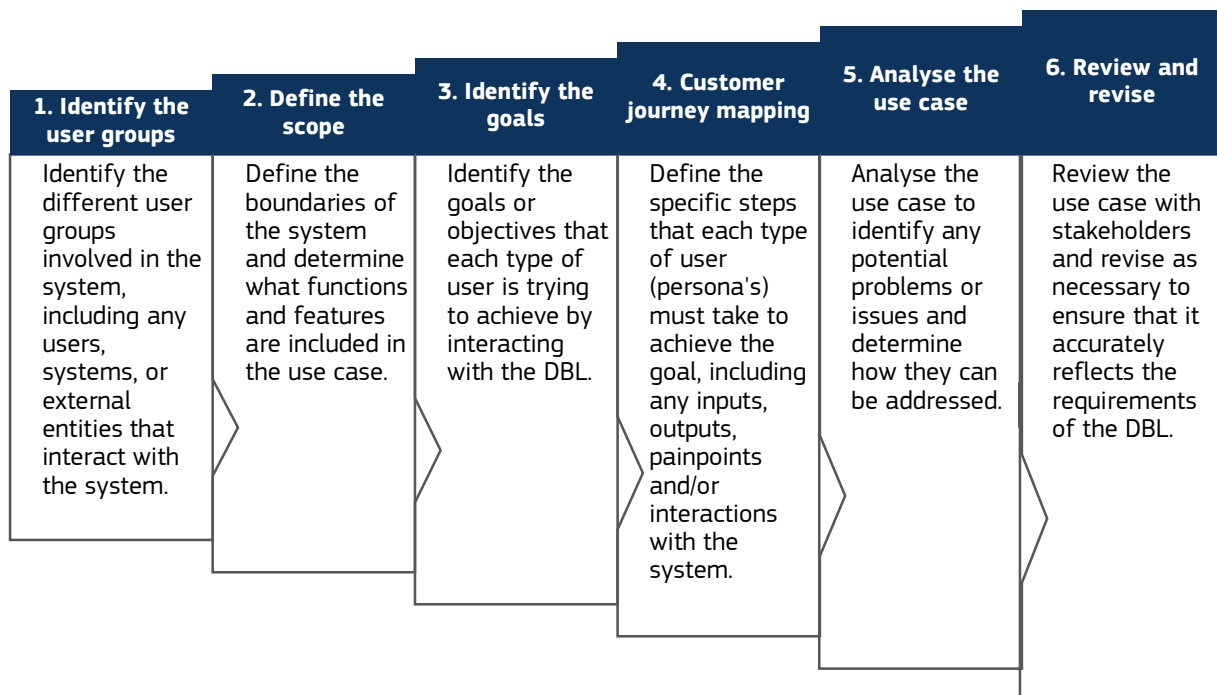 1. Identify the
user groups
Identify the
different user
groups
involved in the
system,
including any
users,
systems, or
external
entities that
interact with
the system.
2. Define the
scope
Define the
boundaries of
the system
and determine
what functions
and features
are included in
the use case.
3. Identify the
goals
Identify the
goals or
objectives that
each type of
user is trying
to achieve by
interacting
with the DBL.
4. Customer
journey mapping
Define the
specific steps
that each type
of user
(persona's)
must take to
achieve the
goal, including
any inputs,
outputs,
painpoints
and/or
interactions
with the
system.
5. Analyse the
use case
Analyse the
use case to
identify any
potential
problems or
issues and
determine
how they can
be addressed.
6. Review and
revise
Review the
use case with
stakeholders
and revise as
necessary to
ensure that it
accurately
reflects the
requirements
of the DBL.